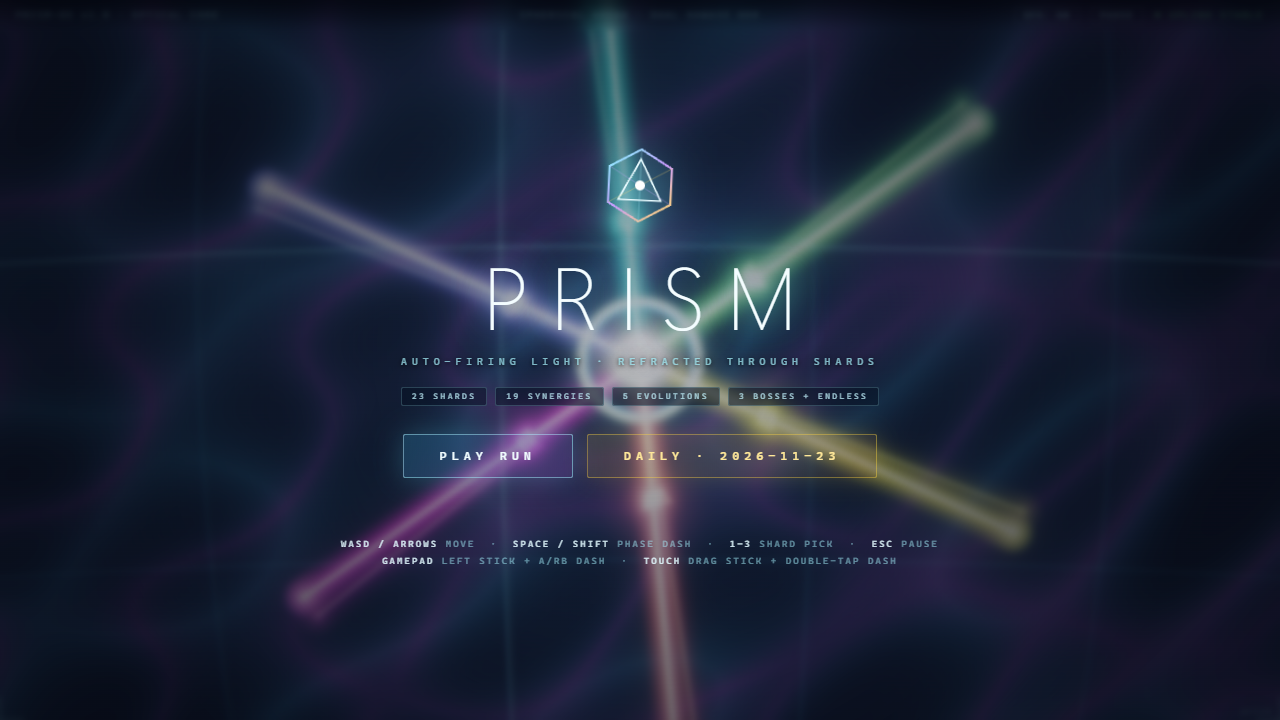 PRISM
AUTO-FIRING LIGHT · REFRACTED THROUGH SHARDS
23 SHARDS 19 SYNERGIES 5 EVOLUTIONS 3 BOSSES + ENDLESS
PLAY RUN DAILY · 2026-11-23
WASD / ARROWS MOVE · SPACE / SHIFT PHASE DASH · 1-3 SHARD PICK · ESC PAUSE
GAMEPAD LEFT STICK + A/RB DASH · TOUCH DRAG STICK + DOUBLE-TAP DASH